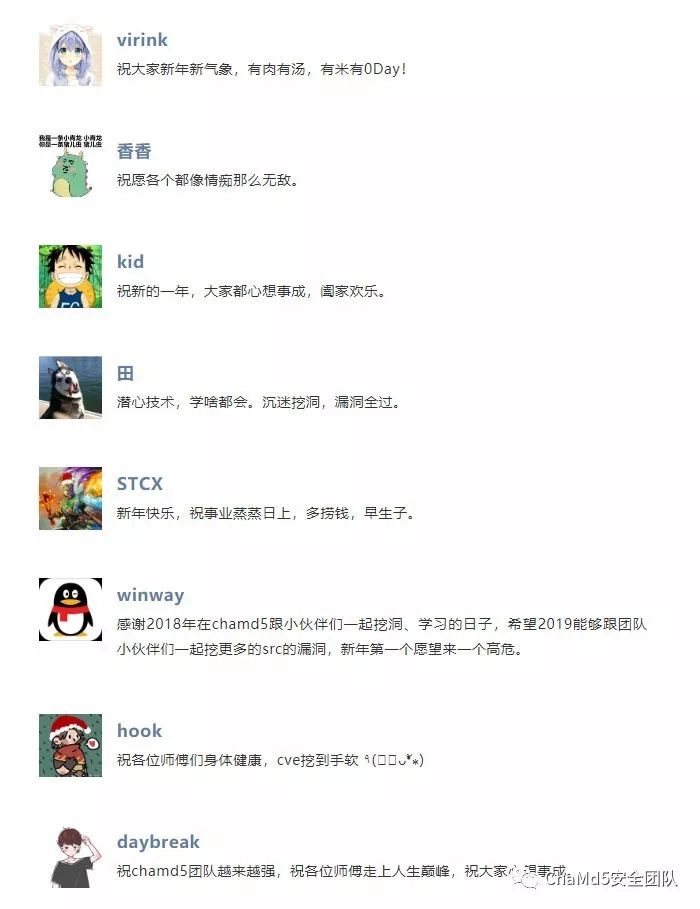 virink
祝大家新年新气象，有肉有汤，有米有0Day！
我是一条小青龙 小青龙
你是一条猪儿虫 猪儿虫
香香
祝愿各个都像情痴那么无敌。
kid
祝新的一年，大家都心想事成，阖家欢乐。
田
潜心技术，学啥都会。沉迷挖洞，漏洞全过。
STCX
新年快乐，祝事业蒸蒸日上，多捞钱，早生子。
winway
感谢2018年在chamd5跟小伙伴们一起挖洞、学习的日子，希望2019能够跟团队
小伙伴们一起挖更多的src的漏洞，新年第一个愿望来一个高危。
hook
祝各位师傅们身体健康，cve挖到手软
daybreak
祝chamd5团队越来越强，祝各位师傅走上人生巅峰，祝大家心想事成
ChaMd5安全团队